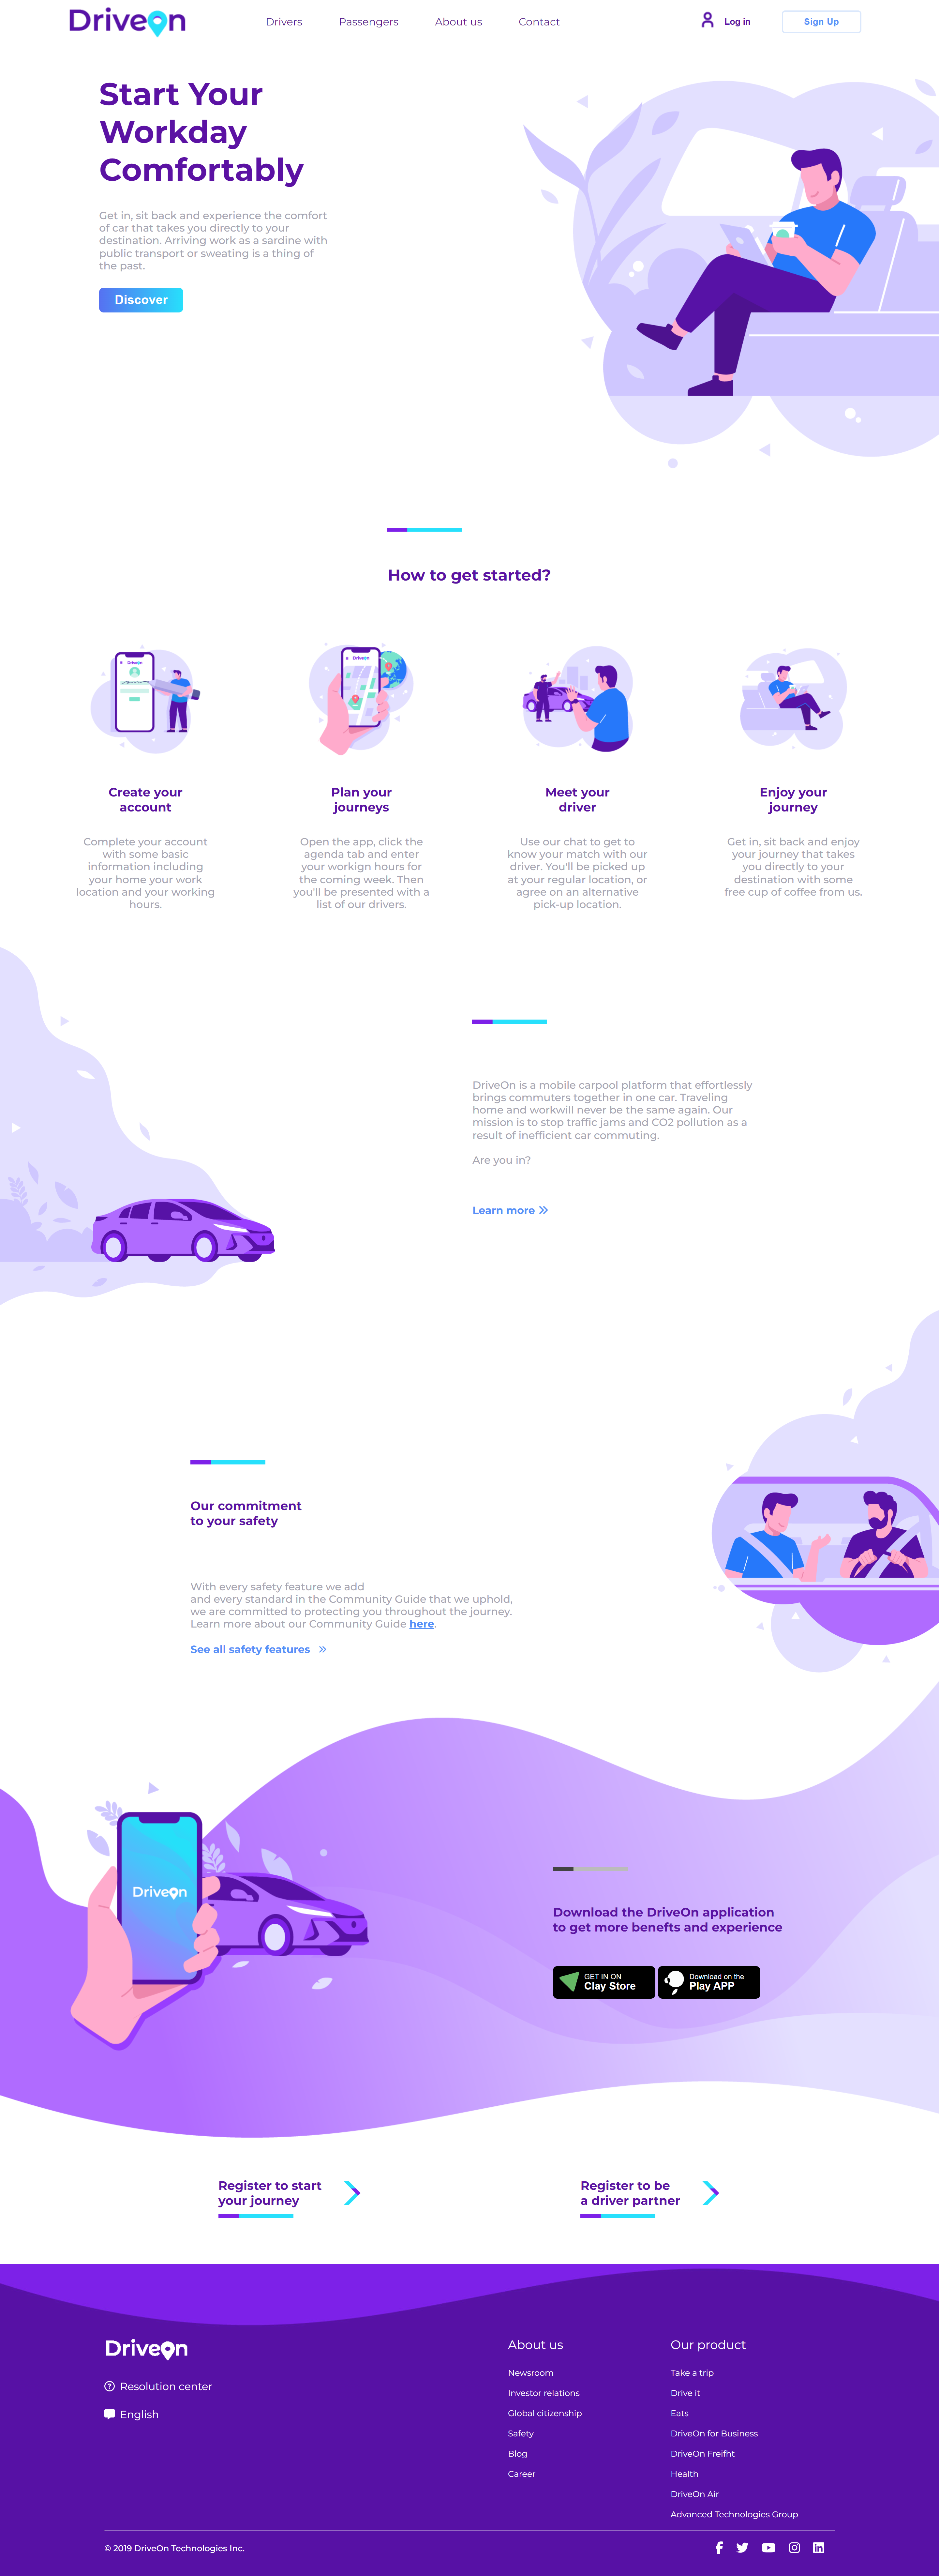 DriveOn
Drivers
Passengers
About us
Contact
Log in
Sign Up
Start Your
Workday
Comfortably
Get in, sit back and experience the comfort
of car that takes you directly to your
destination. Arriving work as a sardine with
public transport or sweating is a thing of
the past.
Discover
How to get started?
DriveOn
DriveOn
Create your
account
Complete your account
with some basic
information including
your home your work
location and your working
hours.
Plan your
journeys
Open the app, click the
agenda tab and enter
your workign hours for
the coming week. Then
you'll be presented with a
list of our drivers.
Meet your
driver
Use our chat to get to
know your match with our
driver. You'll be picked up
at your regular location, or
agree on an alternative
pick-up location.
Enjoy your
journey
Get in, sit back and enjoy
your journey that takes
you directly to your
destination with some
free cup of coffee from us.
DriveOn is a mobile carpool platform that effortlessly
brings commuters together in one car. Traveling
home and workwill never be the same again. Our
mission is to stop traffic jams and CO2 pollution as a
result of inefficient car commuting.
Are you in?
Learn more »
Our commitment
to your safety
With every safety feature we add
and every standard in the Community Guide that we uphold,
we are committed to protecting you throughout the journey.
Learn more about our Community Guide here.
See all safety features »
DriveOn
Download the DriveOn application
to get more benefts and experience
GET IN ON
Clay Store
Download on the
Play APP
Register to start
your journey
Register to be
a driver partner
DriveOn
Resolution center
English
About us
Newsroom
Investor relations
Global citizenship
Safety
Blog
Career
Our product
Take a trip
Drive it
Eats
DriveOn for Business
DriveOn Freifht
Health
DriveOn Air
Advanced Technologies Group
© 2019 DriveOn Technologies Inc.